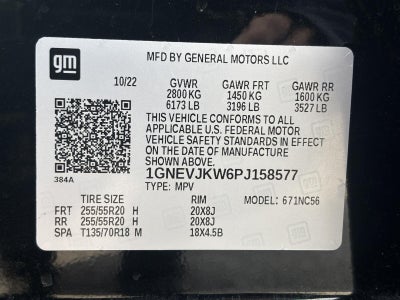 gm
MFD BY GENERAL MOTORS LLC
10/22 GVWR GAWR FRT GAWR RR
2800 KG 1450 KG 1600 KG
6173 LB 3196 LB 3527 LB
THIS VEHICLE CONFORMS TO ALL
APPLICABLE U.S. FEDERAL MOTOR
VEHICLE SAFETY STANDARDS IN EFFECT
ON THE DATE OF MANUFACTURE
SHOWN ABOVE.
384A
1GNEVJKW6PJ158577
TYPE: MPV MODEL: 671NC56
TIRE SIZE RIM
FRT 255/55R20 H 20X8J
RR 255/55R20 H 20X8J
SPA T135/70R18 M 18X4.5B